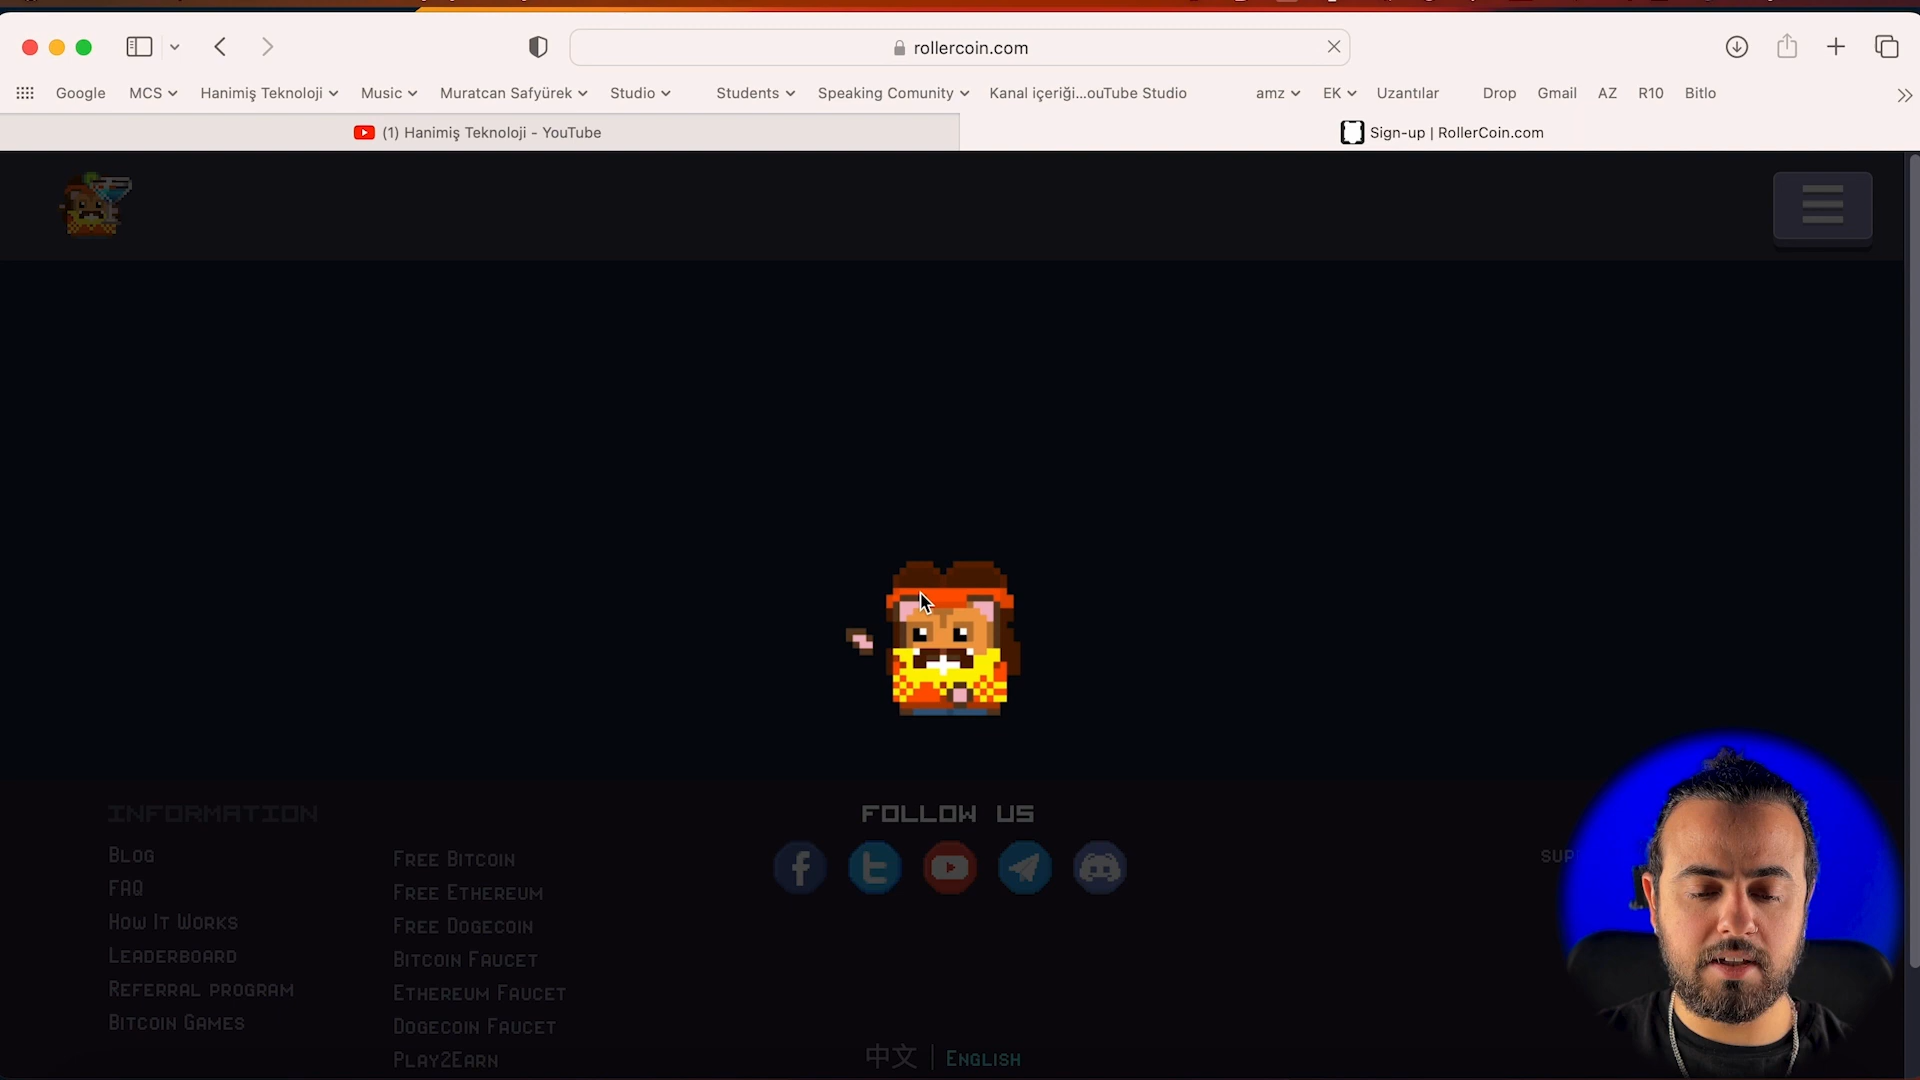 rollercoin.com
Google MCS Hanimiş Teknoloji Music Muratcan Safyürek Studio Students Speaking Comunity Kanal içeriği...ouTube Studio amz EK Uzantılar Drop Gmail AZ R10 Bitlo
(1) Hanimiş Teknoloji - YouTube
Sign-up | RollerCoin.com
INFORMATION
BLOG
FAQ
HOW IT WORKS
LEADERBOARD
REFERRAL PROGRAM
BITCOIN GAMES
FREE BITCOIN
FREE ETHEREUM
FREE DOGECOIN
BITCOIN FAUCET
ETHEREUM FAUCET
DOGECOIN FAUCET
PLAY2EARN
FOLLOW US
中文 | ENGLISH